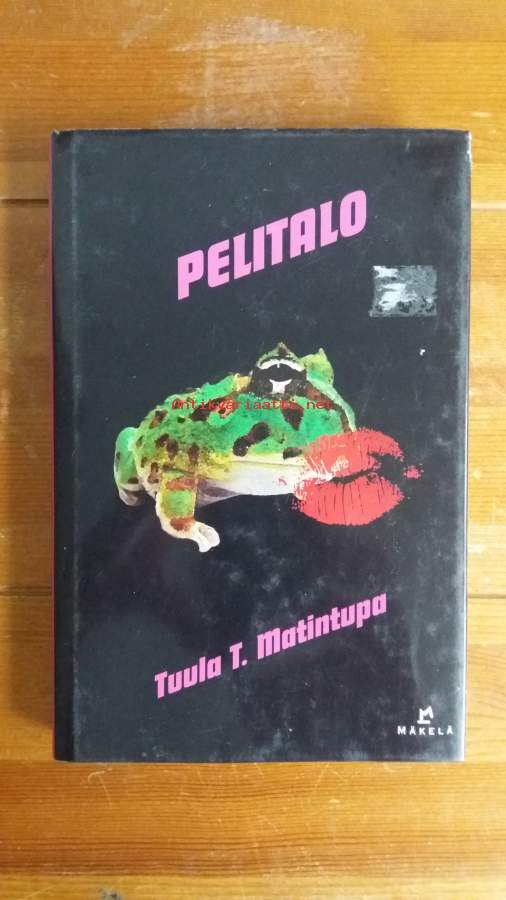 PELITALO
Antikvariaatti.net
Tuula T. Matintupa
MÄKELÄ